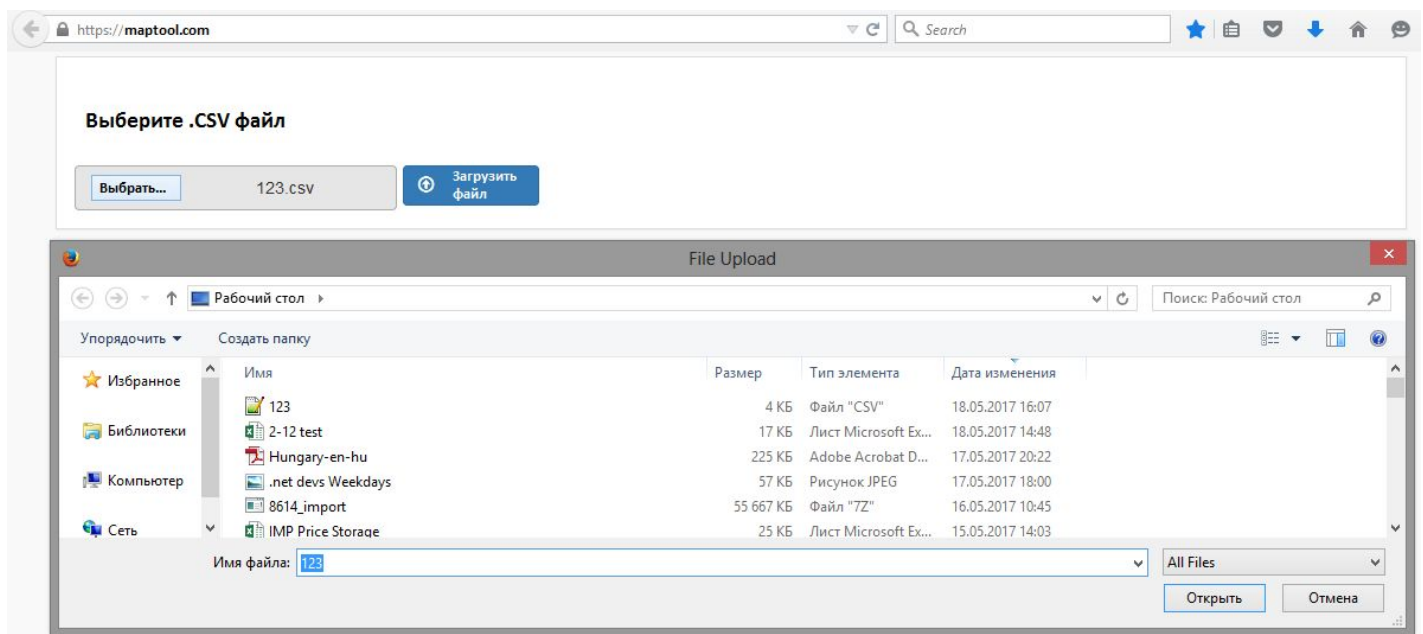 https://maptool.com
Search
Выберите .CSV файл
Выбрать...
123.csv
Загрузить
файл
File Upload
Рабочий стол
Поиск: Рабочий стол
Упорядочить
Создать папку
Избранное
Библиотеки
Компьютер
Сеть
Имя Размер Тип элемента Дата изменения
123 4 КБ Файл "CSV" 18.05.2017 16:07
2-12 test 17 КБ Лист Microsoft Ex... 18.05.2017 14:48
Hungary-en-hu 225 КБ Adobe Acrobat D... 17.05.2017 20:22
.net devs Weekdays 57 КБ Рисунок JPEG 17.05.2017 18:00
8614_import 55 667 КБ Файл "7Z" 16.05.2017 10:45
IMP Price Storage 25 КБ Лист Microsoft Ex... 15.05.2017 14:03
Имя файла: 123
All Files
Открыть
Отмена